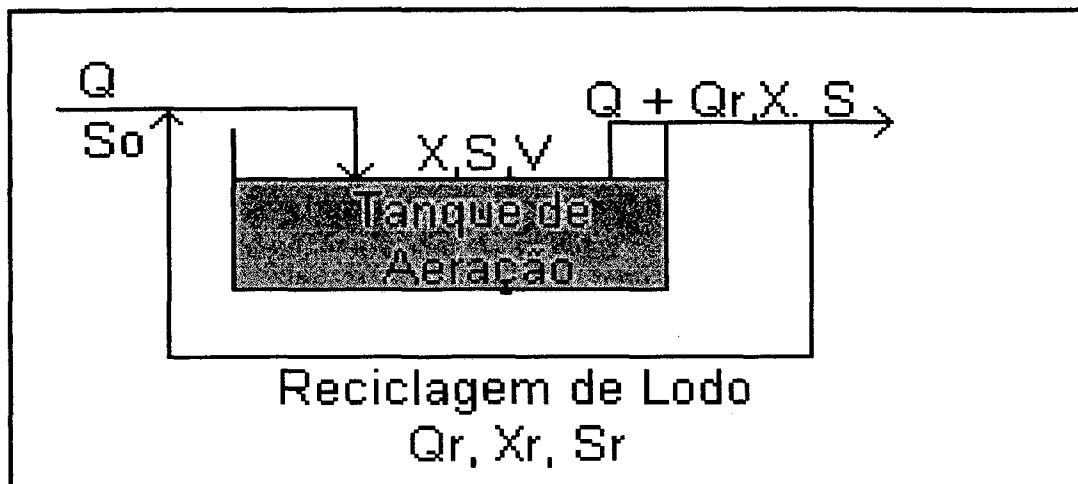 Q
So
Q + Qr,X. S
X,S,V
Tanque de
Aeração
Reciclagem de Lodo
Qr, Xr, Sr